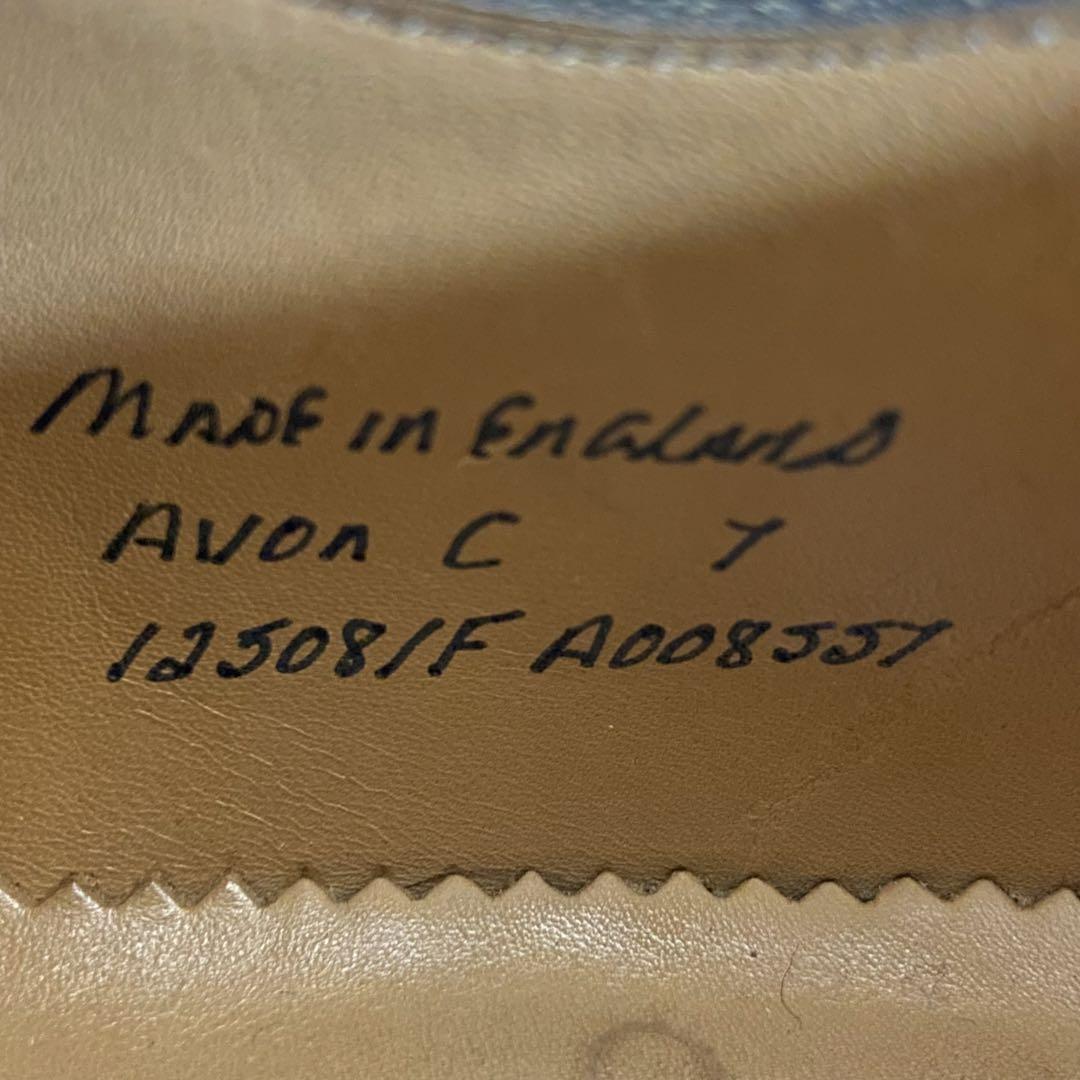 MADE IN ENGLAND
AVON C 7
12508/F A008557